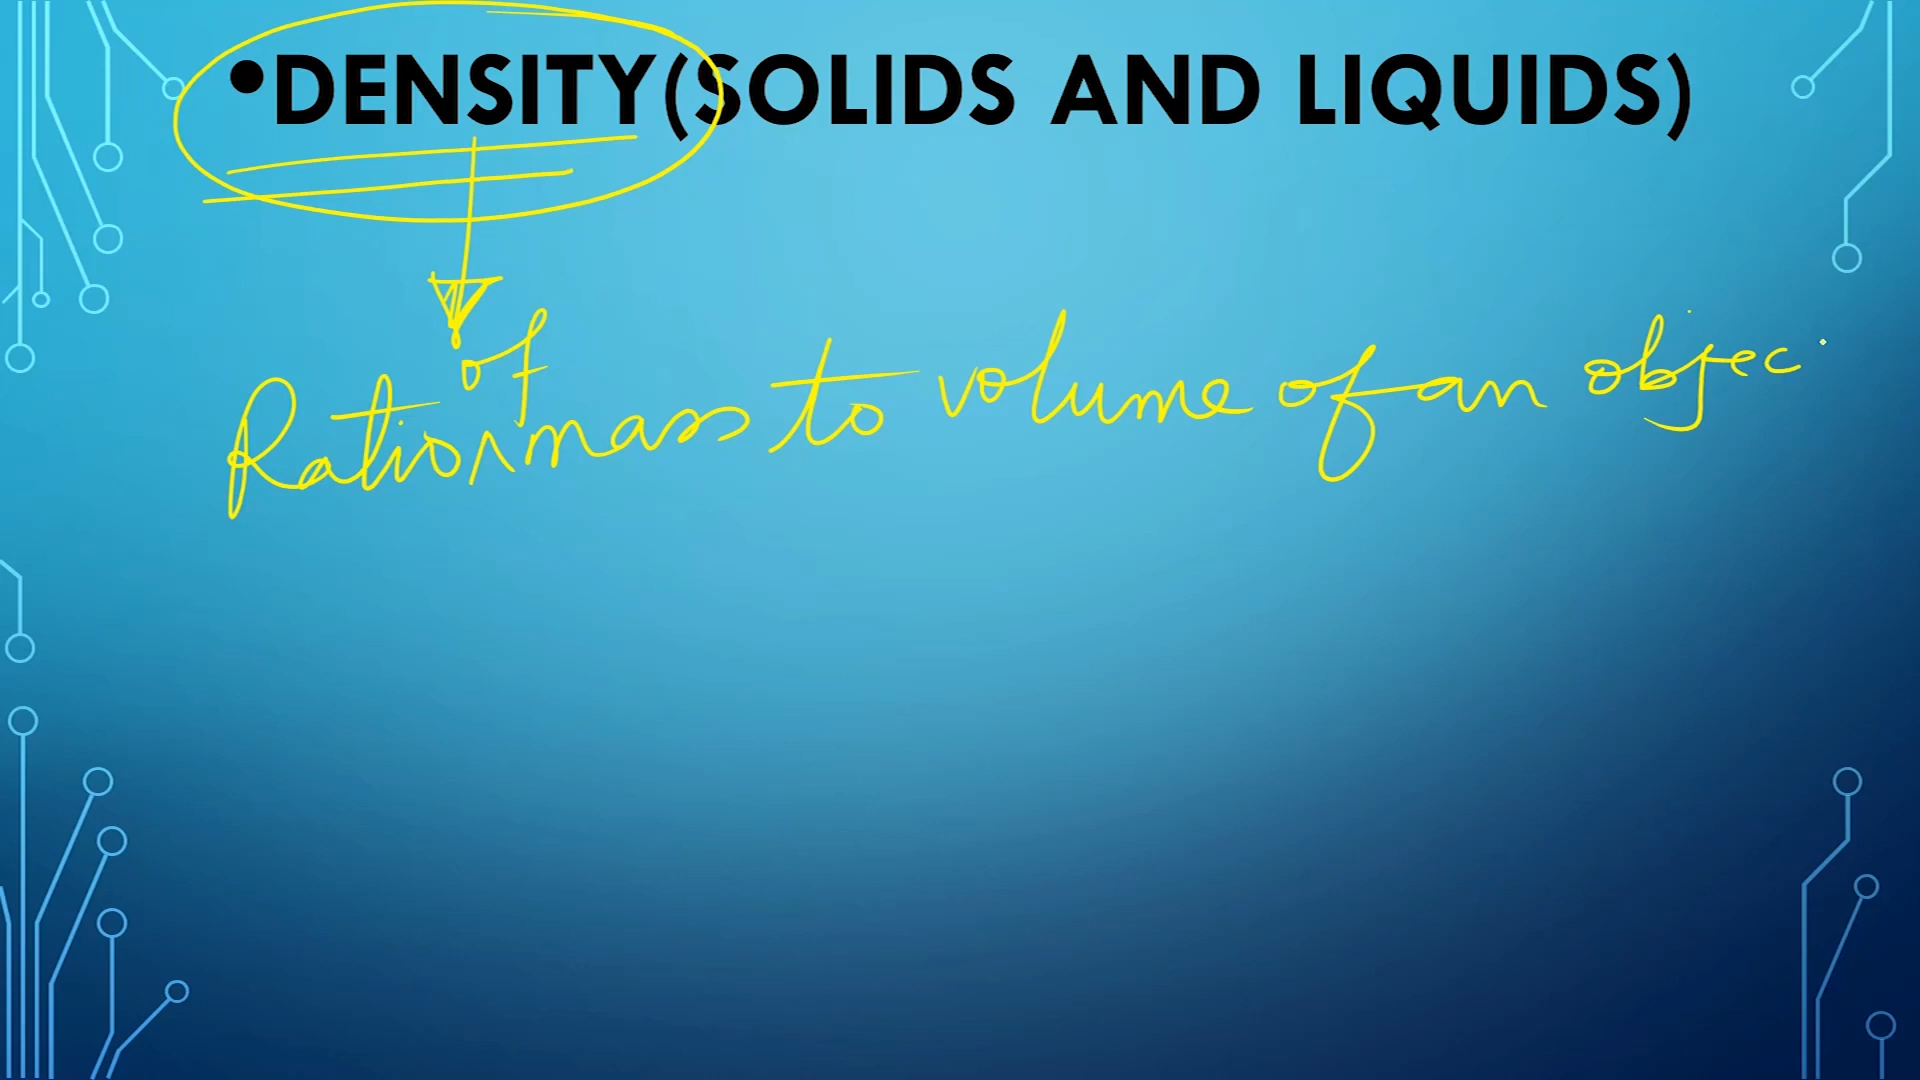 •DENSITY(SOLIDS AND LIQUIDS)
Ratio of mass to volume of an objec